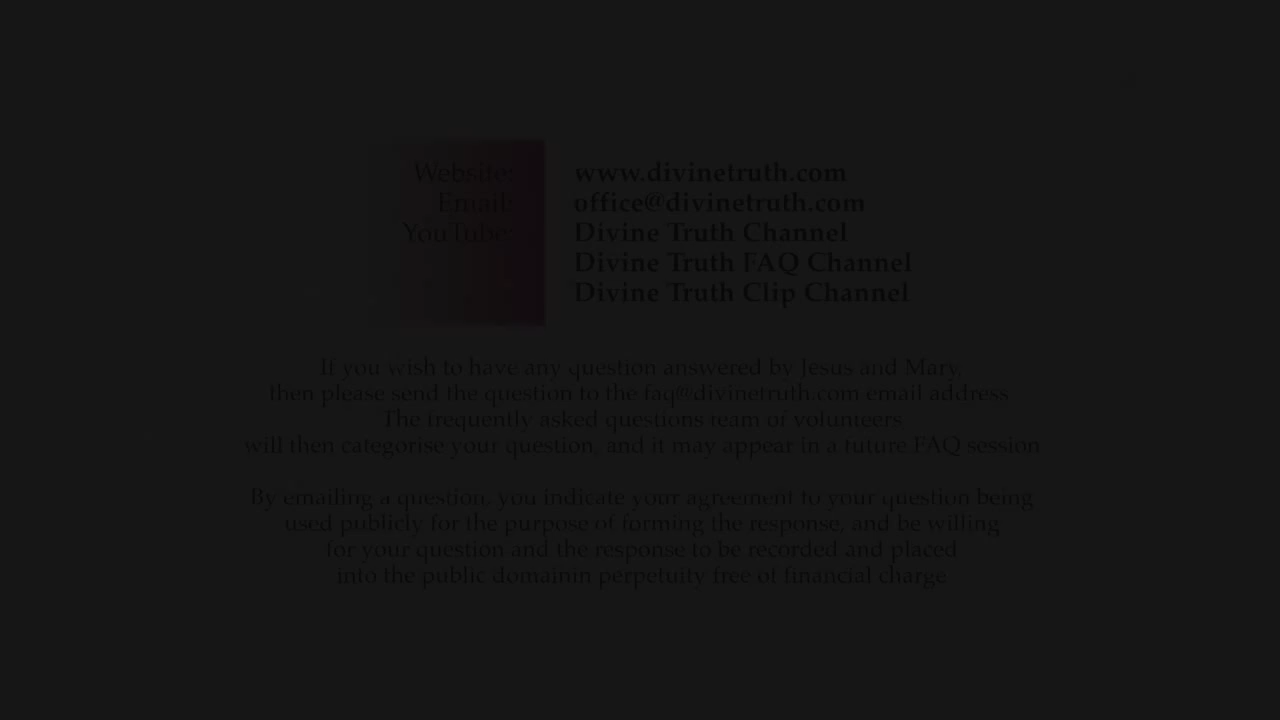 Website: www.divinetruth.com
Email: office@divinetruth.com
YouTube: Divine Truth Channel
Divine Truth FAQ Channel
Divine Truth Clip Channel
If you wish to have any question answered by Jesus and Mary,
then please send the question to the faq@divinetruth.com email address
The frequently asked questions team of volunteers
will then categorise your question, and it may appear in a future FAQ session
By emailing a question, you indicate your agreement to your question being
used publicly for the purpose of forming the response, and be willing
for your question and the response to be recorded and placed
into the public domainin perpetuity free of financial charge